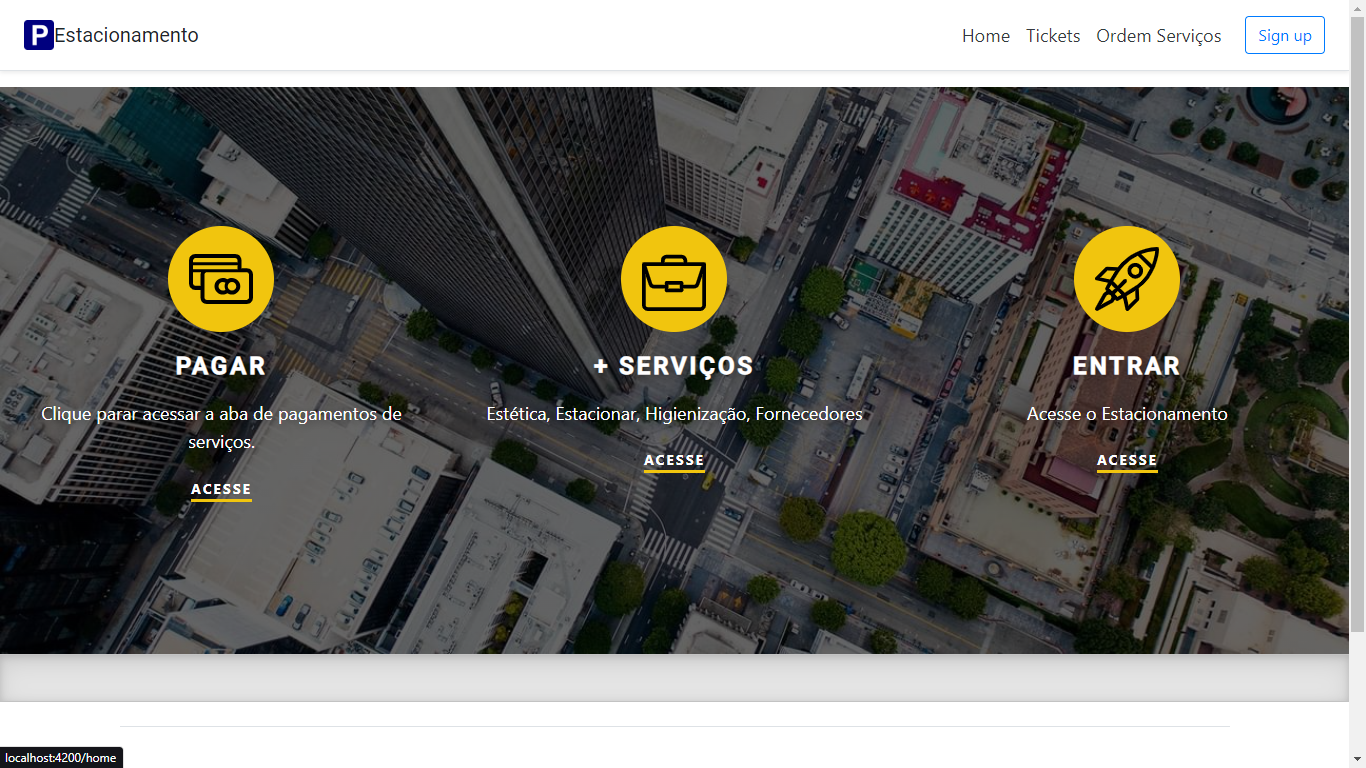 P Estacionamento
Home Tickets Ordem Serviços Sign up
PAGAR
Clique parar acessar a aba de pagamentos de
serviços.
ACESSE
+ SERVIÇOS
Estética, Estacionar, Higienização, Fornecedores
ACESSE
ENTRAR
Acesse o Estacionamento
ACESSE
localhost:4200/home